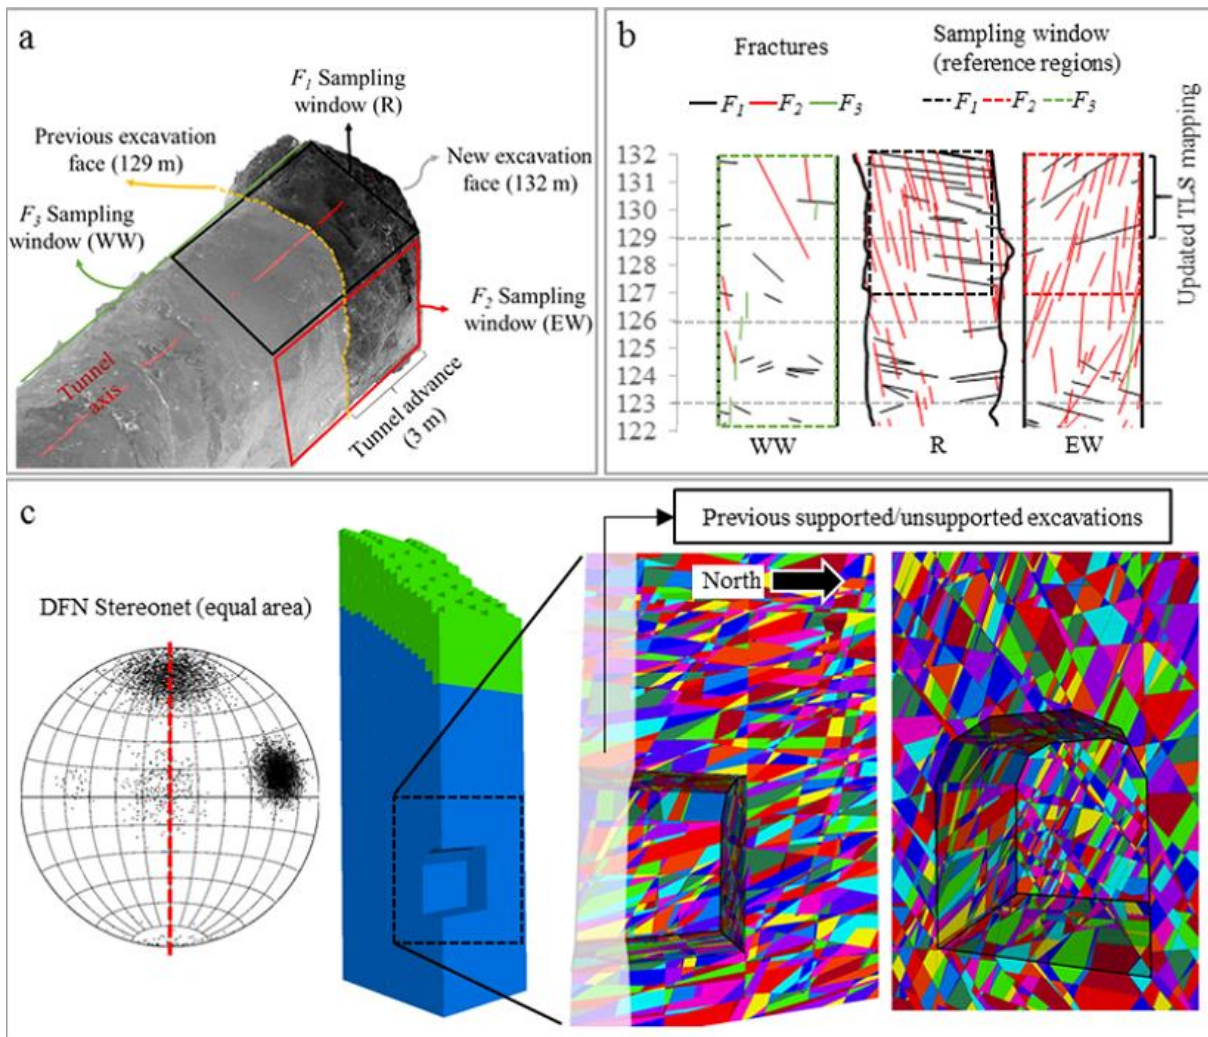 a
F₁ Sampling
window (R)
Previous excavation
face (129 m)
New excavation
face (132 m)
F₃ Sampling
window (WW)
F₂ Sampling
window (EW)
Tunnel
axis
Tunnel advance
(3 m)
b
Fractures
Sampling window
(reference regions)
F₁ F₂ F₃
F₁ F₂ F₃
132
131
130
129
128
127
126
125
124
123
122
WW
R
EW
Updated TLS mapping
c
Previous supported/unsupported excavations
North
DFN Stereonet (equal area)